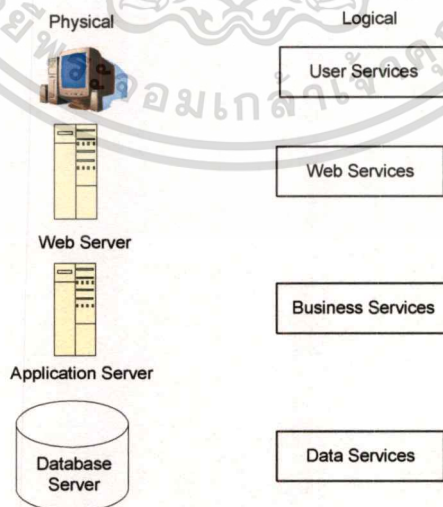 Physical
Logical
User Services
Web Services
Web Server
Business Services
Application Server
Database
Server
Data Services